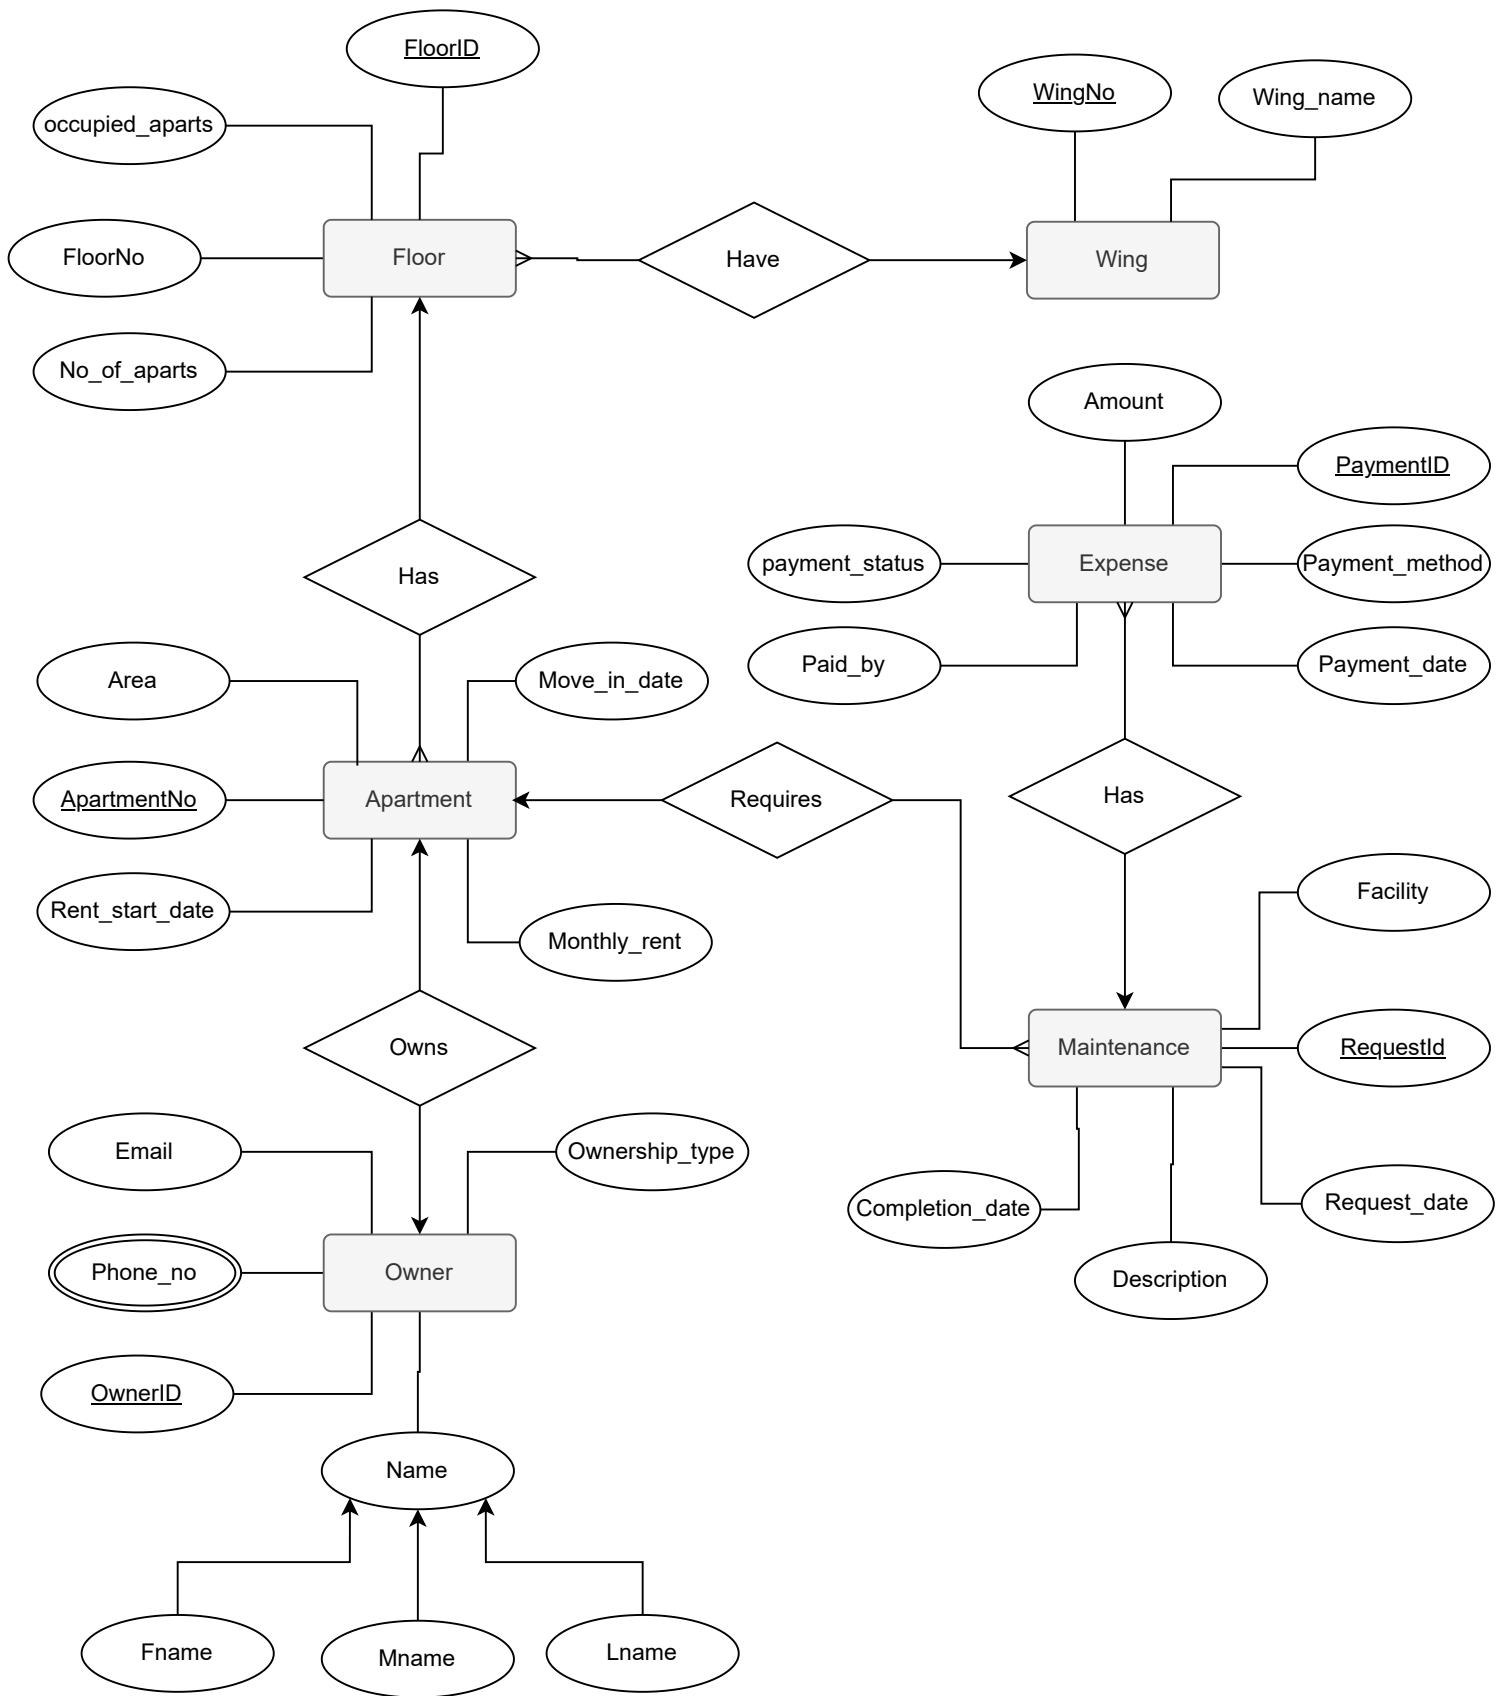 FloorID
WingNo
Wing_name
occupied_aparts
FloorNo
Floor
Have
Wing
No_of_aparts
Amount
PaymentID
Has
payment_status
Expense
Payment_method
Paid_by
Payment_date
Area
Move_in_date
ApartmentNo
Apartment
Requires
Has
Rent_start_date
Monthly_rent
Facility
Owns
Maintenance
RequestId
Email
Ownership_type
Completion_date
Request_date
Phone_no
Owner
Description
OwnerID
Name
Fname
Mname
Lname